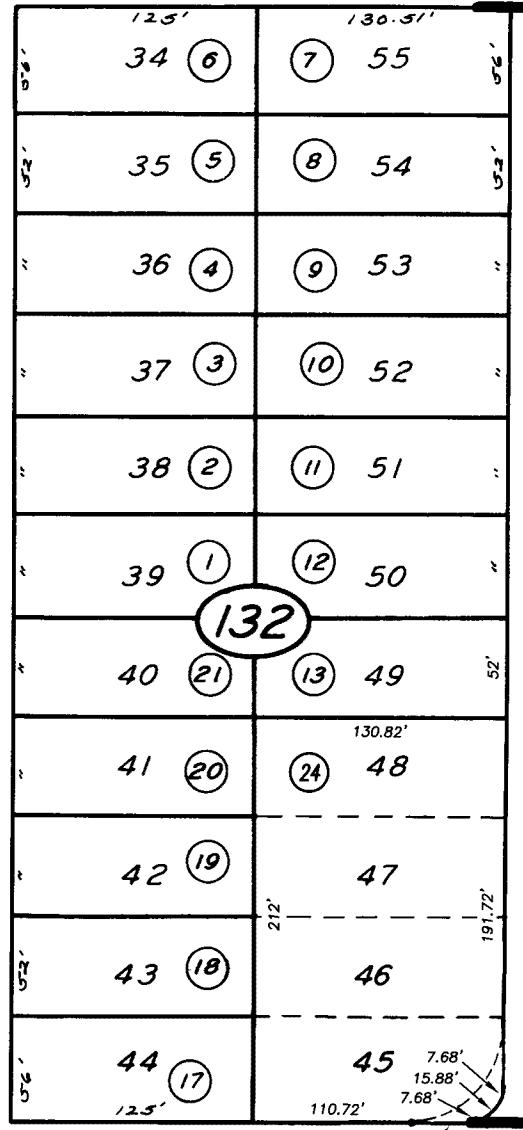 125' 130.51'
56' 34 6 7 55 56'
52' 35 5 8 54 52'
" 36 4 9 53 "
" 37 3 10 52 "
" 38 2 11 51 "
" 39 1 12 50 "
132
" 40 21 13 49 52'
130.82'
" 41 20 24 48
" 42 19 47
212' 191.72'
52' 43 18 46
56' 44 17 45 7.68'
15.88'
7.68'
125' 110.72'